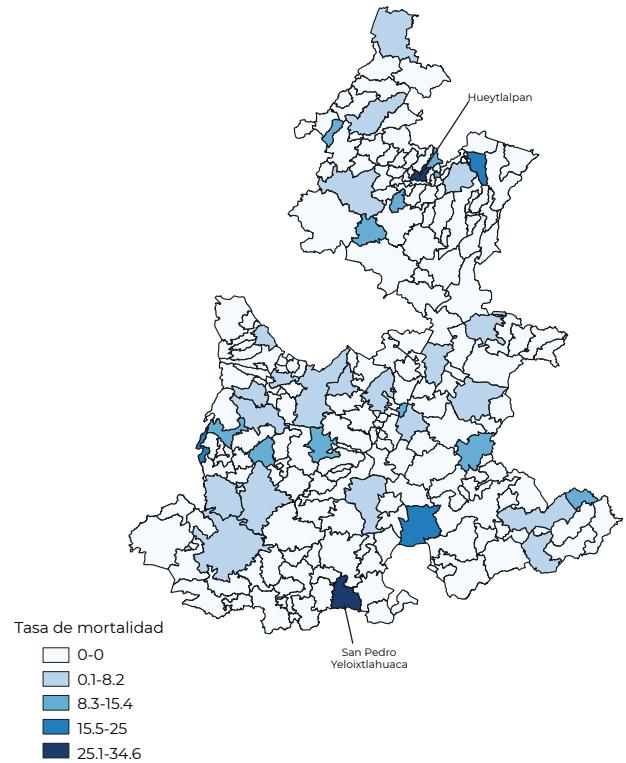 Hueytlalpan
San Pedro
Yeloixtlahuaca
Tasa de mortalidad
0-0
0.1-8.2
8.3-15.4
15.5-25
25.1-34.6